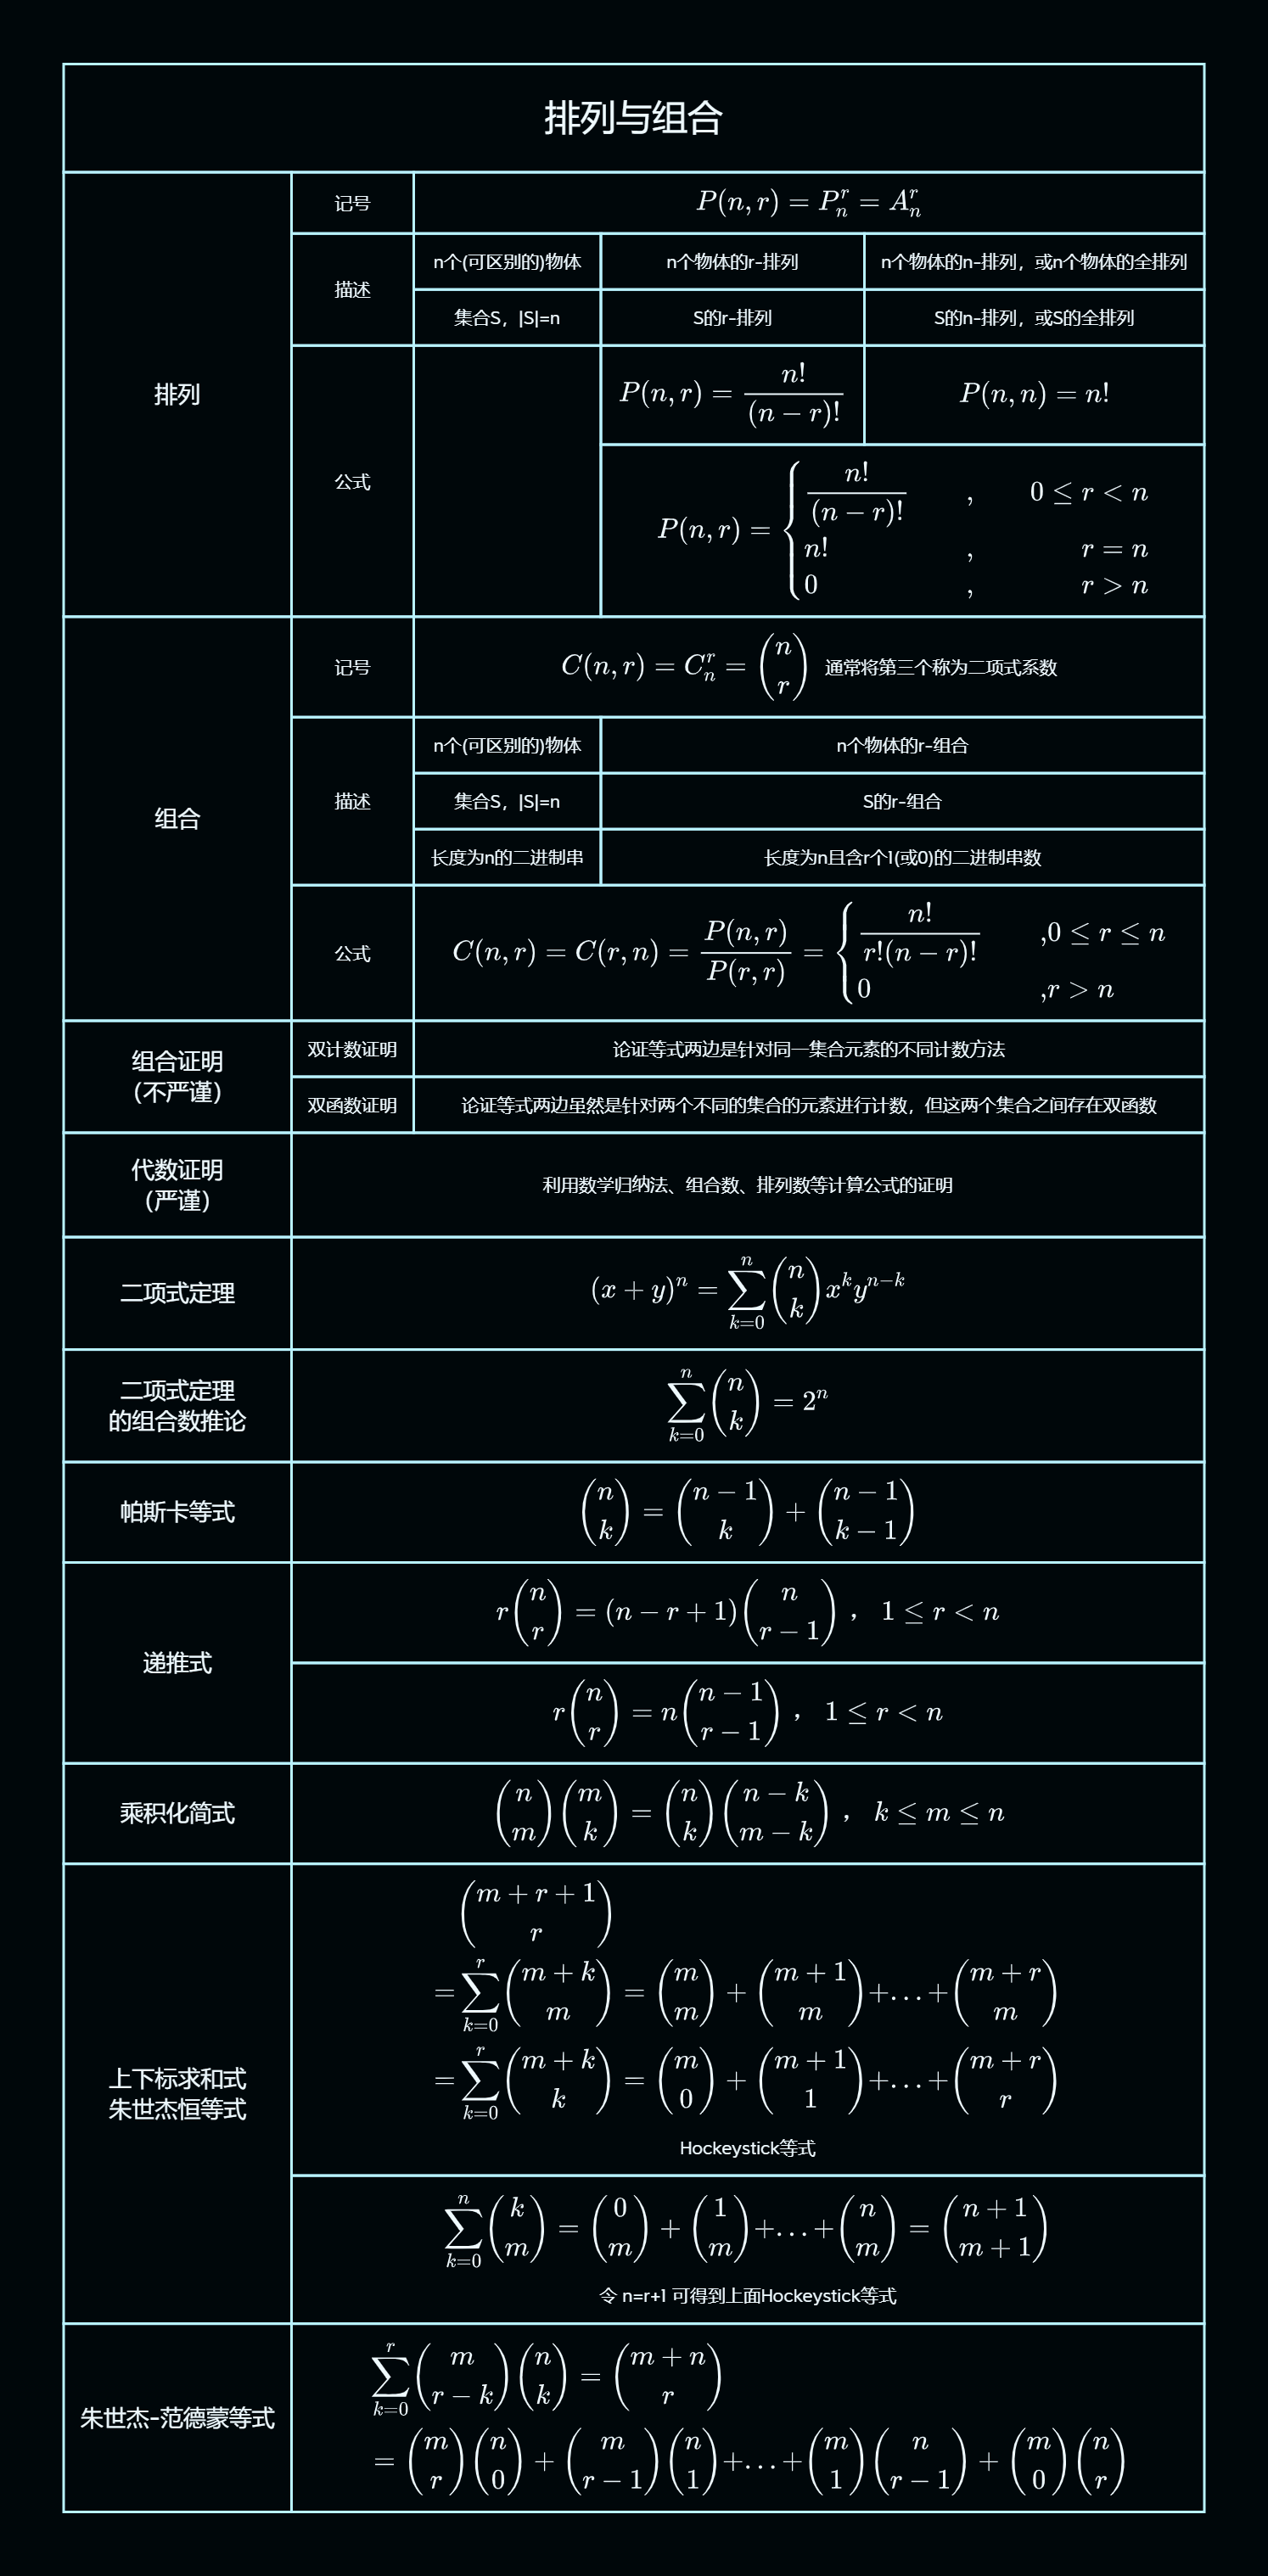 排列与组合
排列
记号
P(n, r) = P_n^r = A_n^r
描述
n个(可区别的)物体
n个物体的r-排列
n个物体的n-排列，或n个物体的全排列
集合S，|S|=n
S的r-排列
S的n-排列，或S的全排列
公式
P(n, r) = \frac{n!}{(n-r)!}
P(n, n) = n!
P(n, r) = \begin{cases} \frac{n!}{(n-r)!} & , & 0 \leq r < n \\ n! & , & r = n \\ 0 & , & r > n \end{cases}
组合
记号
C(n, r) = C_n^r = \binom{n}{r} 通常将第三个称为二项式系数
描述
n个(可区别的)物体
n个物体的r-组合
集合S，|S|=n
S的r-组合
长度为n的二进制串
长度为n且含r个1(或0)的二进制串数
公式
C(n, r) = C(r, n) = \frac{P(n, r)}{P(r, r)} = \begin{cases} \frac{n!}{r!(n-r)!} & ,0 \leq r \leq n \\ 0 & ,r > n \end{cases}
组合证明
（不严谨）
双计数证明
论证等式两边是针对同一集合元素的不同计数方法
双函数证明
论证等式两边虽然是针对两个不同的集合的元素进行计数，但这两个集合之间存在双函数
代数证明
（严谨）
利用数学归纳法、组合数、排列数等计算公式的证明
二项式定理
(x + y)^n = \sum_{k=0}^{n} \binom{n}{k} x^k y^{n-k}
二项式定理
的组合数推论
\sum_{k=0}^{n} \binom{n}{k} = 2^n
帕斯卡等式
\binom{n}{k} = \binom{n-1}{k} + \binom{n-1}{k-1}
递推式
r\binom{n}{r} = (n-r+1)\binom{n}{r-1} ， 1 \leq r < n
r\binom{n}{r} = n\binom{n-1}{r-1} ， 1 \leq r < n
乘积化简式
\binom{n}{m}\binom{m}{k} = \binom{n}{k}\binom{n-k}{m-k} ， k \leq m \leq n
上下标求和式
朱世杰恒等式
\binom{m+r+1}{r}
= \sum_{k=0}^{r} \binom{m+k}{m} = \binom{m}{m} + \binom{m+1}{m} + ... + \binom{m+r}{m}
= \sum_{k=0}^{r} \binom{m+k}{k} = \binom{m}{0} + \binom{m+1}{1} + ... + \binom{m+r}{r}
Hockeystick等式
\sum_{k=0}^{n} \binom{k}{m} = \binom{0}{m} + \binom{1}{m} + ... + \binom{n}{m} = \binom{n+1}{m+1}
令 n=r+1 可得到上面Hockeystick等式
朱世杰-范德蒙等式
\sum_{k=0}^{r} \binom{m}{r-k}\binom{n}{k} = \binom{m+n}{r}
= \binom{m}{r}\binom{n}{0} + \binom{m}{r-1}\binom{n}{1} + ... + \binom{m}{1}\binom{n}{r-1} + \binom{m}{0}\binom{n}{r}